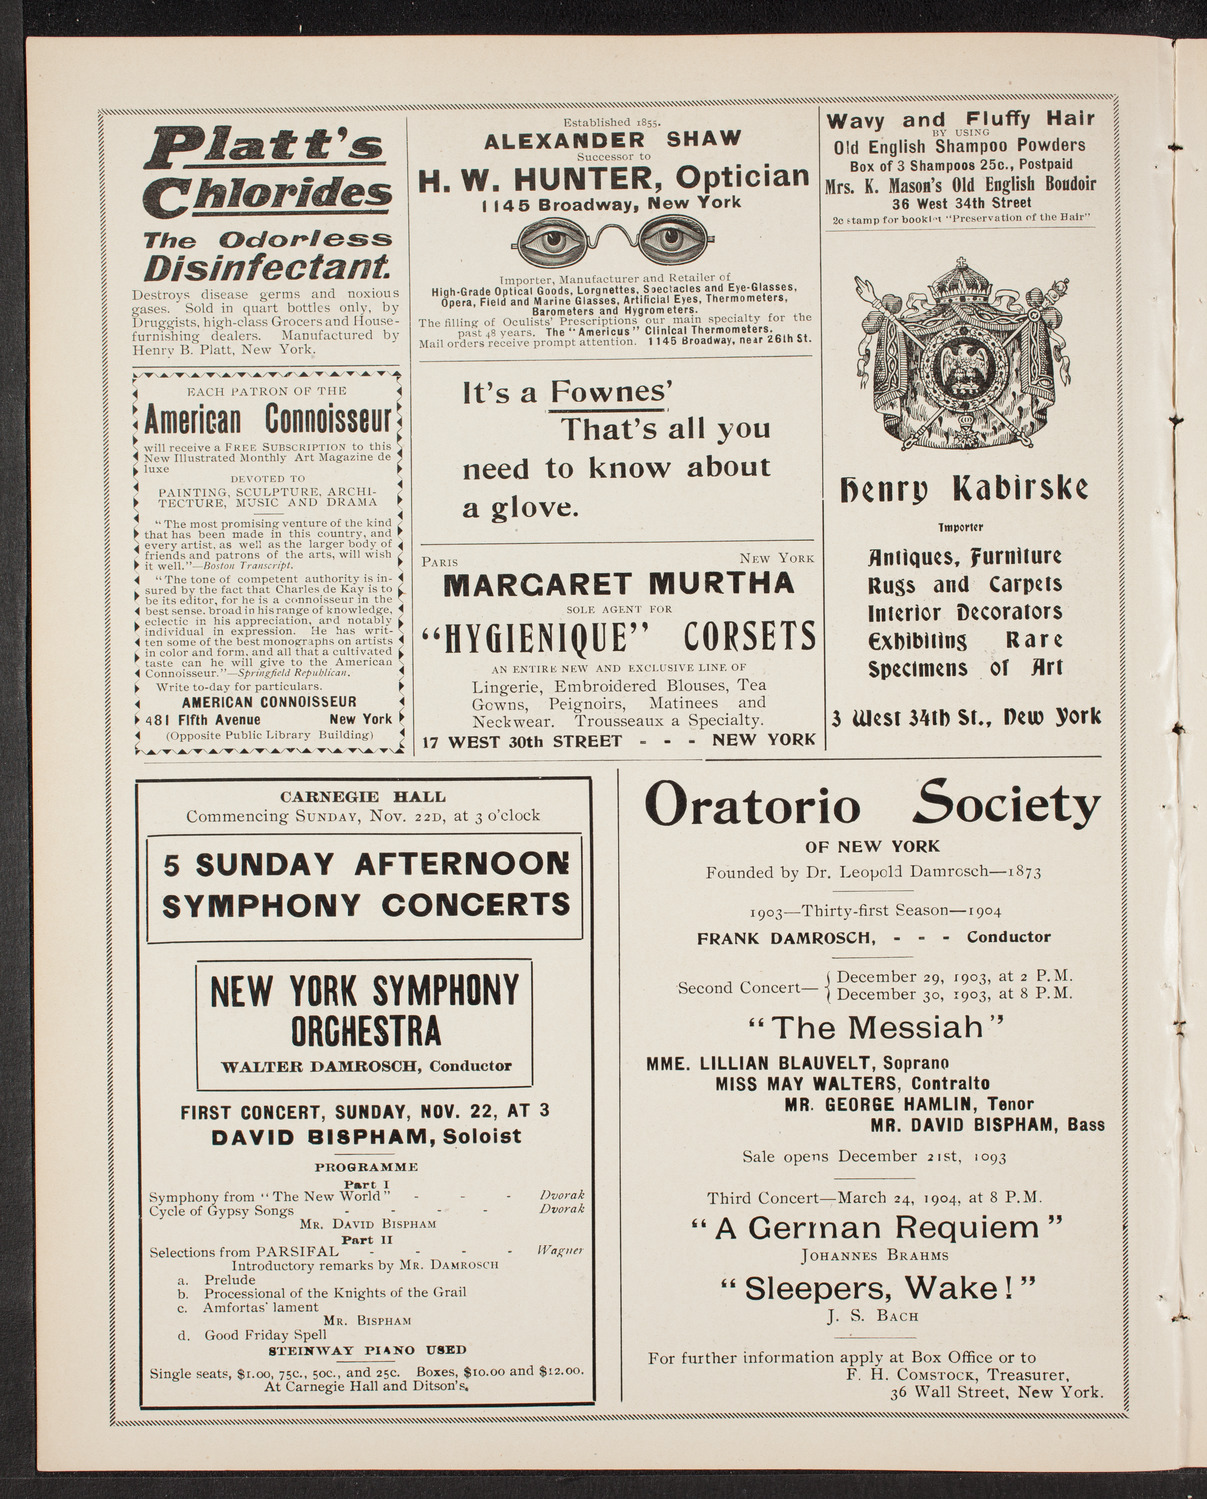 Platt's
Chlorides
The Odorless
Disinfectant.
Destroys disease germs and noxious
gases. Sold in quart bottles only, by
Druggists, high-class Grocers and House-
furnishing dealers. Manufactured by
Henry B. Platt, New York.
EACH PATRON OF THE
American Connoisseur
will receive a FREE SUBSCRIPTION to this
New Illustrated Monthly Art Magazine de
luxe
DEVOTED TO
PAINTING, SCULPTURE, ARCHI-
TECTURE, MUSIC AND DRAMA
"The most promising venture of the kind
that has been made in this country, and
every artist, as well as the larger body of
friends and patrons of the arts, will wish
it well."—Boston Transcript.
"The tone of competent authority is in-
sured by the fact that Charles de Kay is to
be its editor, for he is a connoisseur in the
best sense, broad in his range of knowledge,
eclectic in his appreciation, and notably
individual in expression. He has writ-
ten some of the best monographs on artists
in color and form, and all that a cultivated
taste can he will give to the American
Connoisseur."—Springfield Republican.
Write to-day for particulars.
AMERICAN CONNOISSEUR
481 Fifth Avenue New York
(Opposite Public Library Building)
Established 1855.
ALEXANDER SHAW
Successor to
H. W. HUNTER, Optician
1145 Broadway, New York
Importer, Manufacturer and Retailer of
High-Grade Optical Goods, Lorgnettes, Spectacles and Eye-Glasses,
Opera, Field and Marine Glasses, Artificial Eyes, Thermometers,
Barometers and Hygrometers.
The filling of Oculists' Prescriptions our main specialty for the
past 48 years. The "Americus" Clinical Thermometers.
Mail orders receive prompt attention. 1145 Broadway, near 26th St.
It's a Fownes'
That's all you
need to know about
a glove.
PARIS NEW YORK
MARGARET MURTHA
SOLE AGENT FOR
"HYGIENIQUE" CORSETS
AN ENTIRE NEW AND EXCLUSIVE LINE OF
Lingerie, Embroidered Blouses, Tea
Gowns, Peignoirs, Matinees and
Neckwear. Trousseaux a Specialty.
17 WEST 30th STREET - - - NEW YORK
Wavy and Fluffy Hair
BY USING
Old English Shampoo Powders
Box of 3 Shampoos 25c., Postpaid
Mrs. K. Mason's Old English Boudoir
36 West 34th Street
2c stamp for booklet "Preservation of the Hair"
Henry Kabirske
Importer
Antiques, Furniture
Rugs and Carpets
Interior Decorators
Exhibiting Rare
Specimens of Art
3 West 34th St., New York
CARNEGIE HALL
Commencing SUNDAY, Nov. 22D, at 3 o'clock
5 SUNDAY AFTERNOON
SYMPHONY CONCERTS
NEW YORK SYMPHONY
ORCHESTRA
WALTER DAMROSCH, Conductor
FIRST CONCERT, SUNDAY, NOV. 22, AT 3
DAVID BISPHAM, Soloist
PROGRAMME
Part I
Symphony from "The New World" - - - Dvorak
Cycle of Gypsy Songs - - - - Dvorak
MR. DAVID BISPHAM
Part II
Selections from PARSIFAL - - - - Wagner
Introductory remarks by MR. DAMROSCH
a. Prelude
b. Processional of the Knights of the Grail
c. Amfortas' lament
MR. BISPHAM
d. Good Friday Spell
STEINWAY PIANO USED
Single seats, $1.00, 75c., 50c., and 25c. Boxes, $10.00 and $12.00.
At Carnegie Hall and Ditson's.
Oratorio Society
OF NEW YORK
Founded by Dr. Leopold Damrosch—1873
1903—Thirty-first Season—1904
FRANK DAMROSCH, - - - Conductor
Second Concert— { December 29, 1903, at 2 P.M.
{ December 30, 1903, at 8 P.M.
"The Messiah"
MME. LILLIAN BLAUVELT, Soprano
MISS MAY WALTERS, Contralto
MR. GEORGE HAMLIN, Tenor
MR. DAVID BISPHAM, Bass
Sale opens December 21st, 1093
Third Concert—March 24, 1904, at 8 P.M.
"A German Requiem"
JOHANNES BRAHMS
"Sleepers, Wake!"
J. S. BACH
For further information apply at Box Office or to
F. H. COMSTOCK, Treasurer,
36 Wall Street, New York.